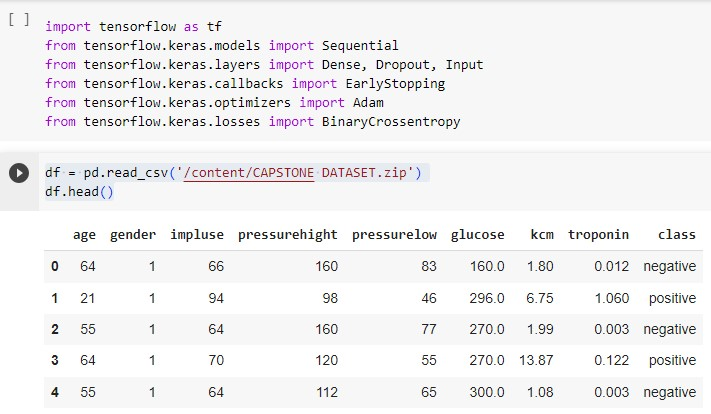 [ ]
import tensorflow as tf
from tensorflow.keras.models import Sequential
from tensorflow.keras.layers import Dense, Dropout, Input
from tensorflow.keras.callbacks import EarlyStopping
from tensorflow.keras.optimizers import Adam
from tensorflow.keras.losses import BinaryCrossentropy
df = pd.read_csv('/content/CAPSTONE DATASET.zip')
df.head()
age gender impluse pressurehight pressurelow glucose kcm troponin class
0 64 1 66 160 83 160.0 1.80 0.012 negative
1 21 1 94 98 46 296.0 6.75 1.060 positive
2 55 1 64 160 77 270.0 1.99 0.003 negative
3 64 1 70 120 55 270.0 13.87 0.122 positive
4 55 1 64 112 65 300.0 1.08 0.003 negative